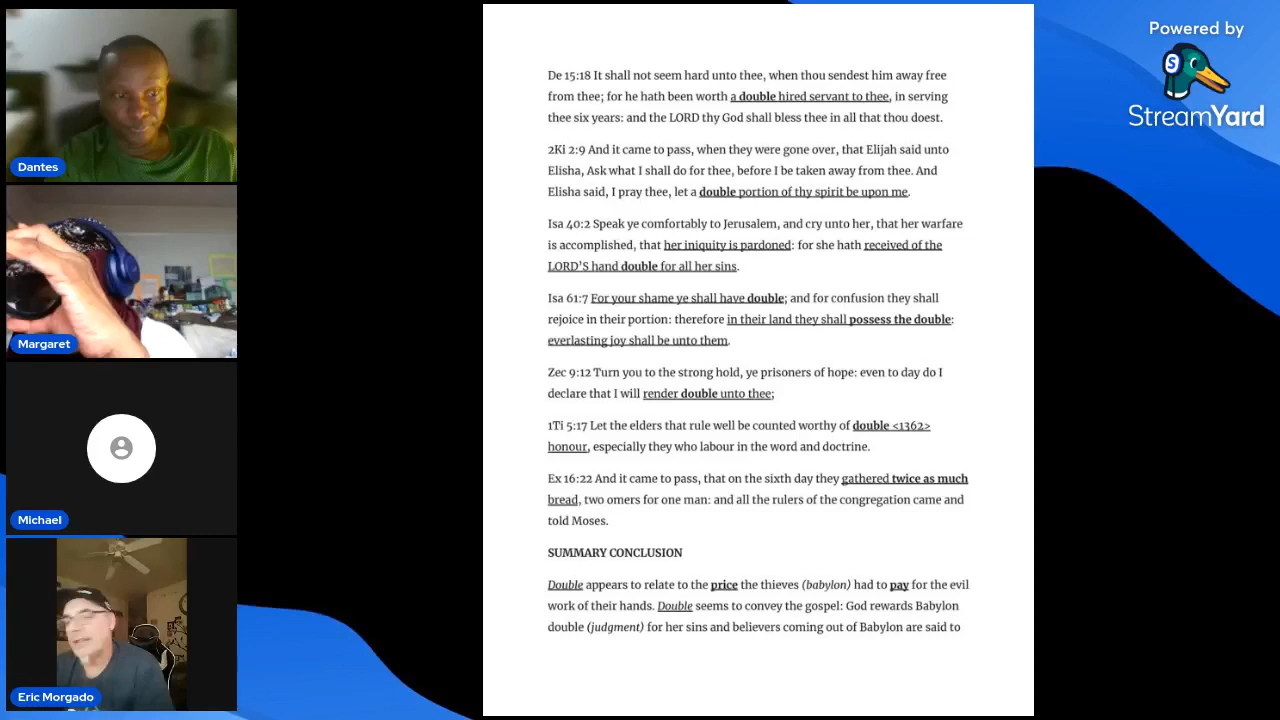 Dantes
Margaret
Michael
Eric Morgado
De 15:18 It shall not seem hard unto thee, when thou sendest him away free
from thee; for he hath been worth a double hired servant to thee, in serving
thee six years: and the LORD thy God shall bless thee in all that thou doest.
2Ki 2:9 And it came to pass, when they were gone over, that Elijah said unto
Elisha, Ask what I shall do for thee, before I be taken away from thee. And
Elisha said, I pray thee, let a double portion of thy spirit be upon me.
Isa 40:2 Speak ye comfortably to Jerusalem, and cry unto her, that her warfare
is accomplished, that her iniquity is pardoned: for she hath received of the
LORD'S hand double for all her sins.
Isa 61:7 For your shame ye shall have double; and for confusion they shall
rejoice in their portion: therefore in their land they shall possess the double:
everlasting joy shall be unto them.
Zec 9:12 Turn you to the strong hold, ye prisoners of hope: even to day do I
declare that I will render double unto thee;
1Ti 5:17 Let the elders that rule well be counted worthy of double <1362>
honour, especially they who labour in the word and doctrine.
Ex 16:22 And it came to pass, that on the sixth day they gathered twice as much
bread, two omers for one man: and all the rulers of the congregation came and
told Moses.
SUMMARY CONCLUSION
Double appears to relate to the price the thieves (babylon) had to pay for the evil
work of their hands. Double seems to convey the gospel: God rewards Babylon
double (judgment) for her sins and believers coming out of Babylon are said to
Powered by
S
StreamYard